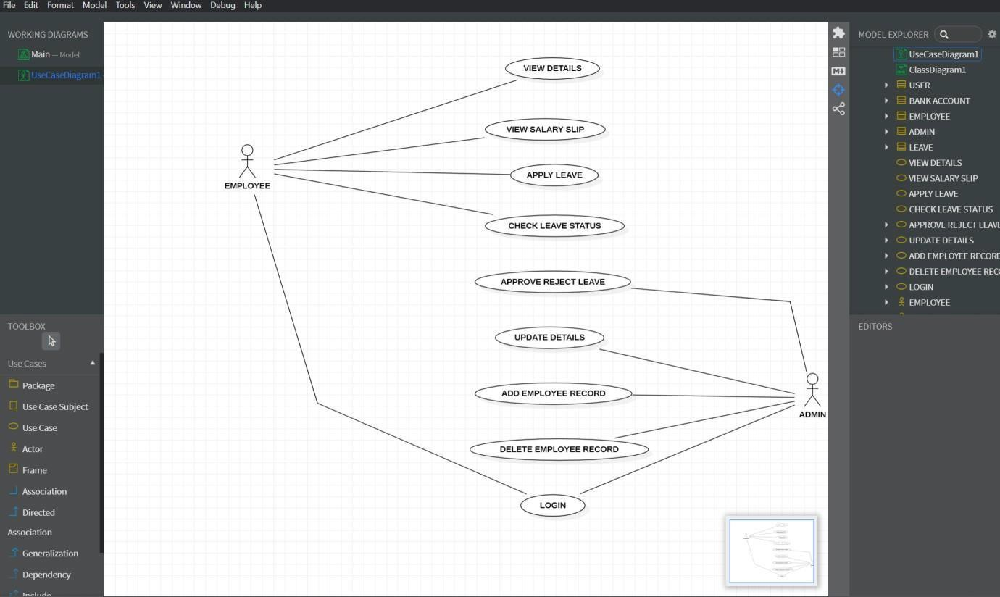 File Edit Format Model Tools View Window Debug Help
WORKING DIAGRAMS
Main — Model
UseCaseDiagram1
TOOLBOX
Use Cases
Package
Use Case Subject
Use Case
Actor
Frame
Association
Directed
Association
Generalization
Dependency
Include
VIEW DETAILS
VIEW SALARY SLIP
APPLY LEAVE
EMPLOYEE
CHECK LEAVE STATUS
APPROVE REJECT LEAVE
UPDATE DETAILS
ADD EMPLOYEE RECORD
ADMIN
DELETE EMPLOYEE RECORD
LOGIN
MODEL EXPLORER
UseCaseDiagram1
ClassDiagram1
USER
BANK ACCOUNT
EMPLOYEE
ADMIN
LEAVE
VIEW DETAILS
VIEW SALARY SLIP
APPLY LEAVE
CHECK LEAVE STATUS
APPROVE REJECT LEAVE
UPDATE DETAILS
ADD EMPLOYEE RECORD
DELETE EMPLOYEE REC
LOGIN
EMPLOYEE
EDITORS